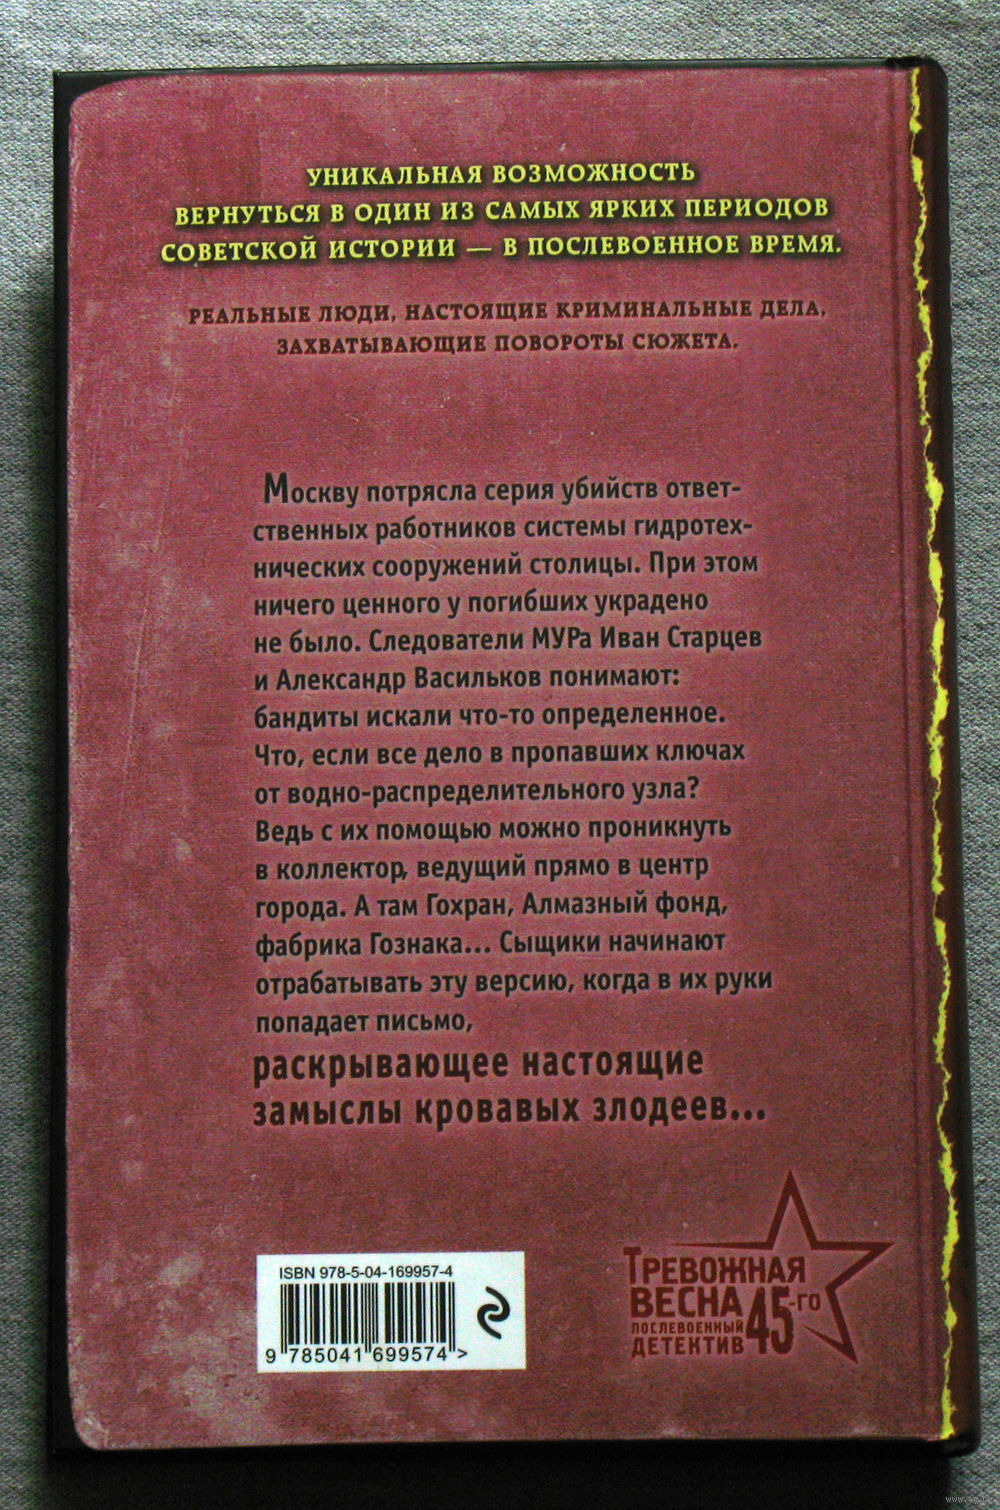 УНИКАЛЬНАЯ ВОЗМОЖНОСТЬ
ВЕРНУТЬСЯ В ОДИН ИЗ САМЫХ ЯРКИХ ПЕРИОДОВ
СОВЕТСКОЙ ИСТОРИИ — В ПОСЛЕВОЕННОЕ ВРЕМЯ.
РЕАЛЬНЫЕ ЛЮДИ, НАСТОЯЩИЕ КРИМИНАЛЬНЫЕ ДЕЛА,
ЗАХВАТЫВАЮЩИЕ ПОВОРОТЫ СЮЖЕТА.
Москву потрясла серия убийств ответ-
ственных работников системы гидротех-
нических сооружений столицы. При этом
ничего ценного у погибших украдено
не было. Следователи МУРа Иван Старцев
и Александр Васильков понимают:
бандиты искали что-то определенное.
Что, если все дело в пропавших ключах
от водно-распределительного узла?
Ведь с их помощью можно проникнуть
в коллектор, ведущий прямо в центр
города. А там Гохран, Алмазный фонд,
фабрика Гознака... Сыщики начинают
отрабатывать эту версию, когда в их руки
попадает письмо,
раскрывающее настоящие
замыслы кровавых злодеев...
ISBN 978-5-04-169957-4
9 785041 699574 >
ТРЕВОЖНАЯ
ВЕСНА 45-го
ПОСЛЕВОЕННЫЙ
ДЕТЕКТИВ